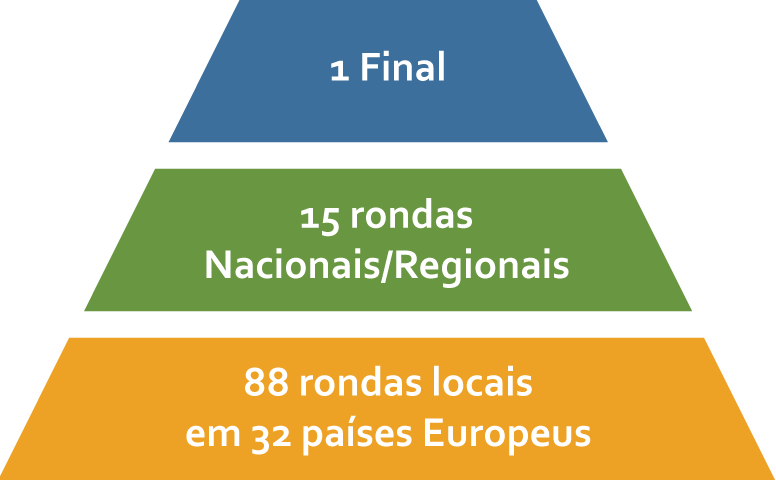 1 Final
15 rondas
Nacionais/Regionais
88 rondas locais
em 32 países Europeus